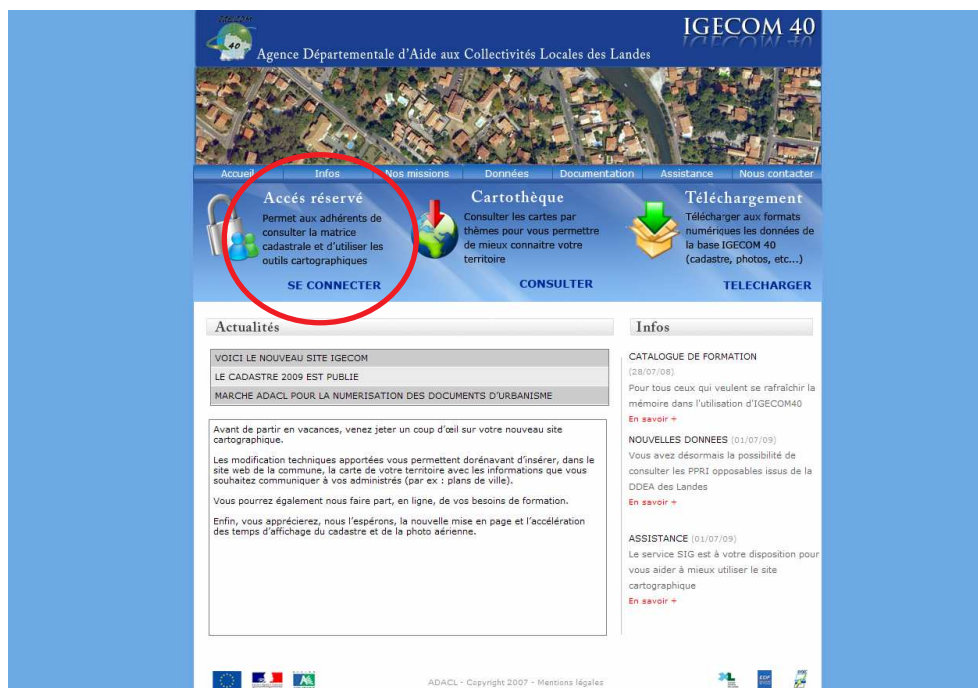 IGECOM 40
Agence Départementale d'Aide aux Collectivités Locales des Landes
Accueil Infos Nos missions Données Documentation Assistance Nous contacter
Accés réservé
Permet aux adhérents de
consulter la matrice
cadastrale et d'utiliser les
outils cartographiques
SE CONNECTER
Cartothèque
Consulter les cartes par
thèmes pour vous permettre
de mieux connaitre votre
territoire
CONSULTER
Téléchargement
Télécharger aux formats
numériques les données de
la base IGECOM 40
(cadastre, photos, etc...)
TELECHARGER
Actualités
VOICI LE NOUVEAU SITE IGECOM
LE CADASTRE 2009 EST PUBLIE
MARCHE ADACL POUR LA NUMERISATION DES DOCUMENTS D'URBANISME
Avant de partir en vacances, venez jeter un coup d'œil sur votre nouveau site
cartographique.
Les modification techniques apportées vous permettent dorénavant d'insérer, dans le
site web de la commune, la carte de votre territoire avec les informations que vous
souhaitez communiquer à vos administrés (par ex : plans de ville).
Vous pourrez également nous faire part, en ligne, de vos besoins de formation.
Enfin, vous apprécierez, nous l'espérons, la nouvelle mise en page et l'accélération
des temps d'affichage du cadastre et de la photo aérienne.
Infos
CATALOGUE DE FORMATION
(28/07/08)
Pour tous ceux qui veulent se rafraîchir la
mémoire dans l'utilisation d'IGECOM40
En savoir +
NOUVELLES DONNEES (01/07/09)
Vous avez désormais la possibilité de
consulter les PPRI opposables issus de la
DDEA des Landes
En savoir +
ASSISTANCE (01/07/09)
Le service SIG est à votre disposition pour
vous aider à mieux utiliser le site
cartographique
En savoir +
ADACL - Copyright 2007 - Mentions légales